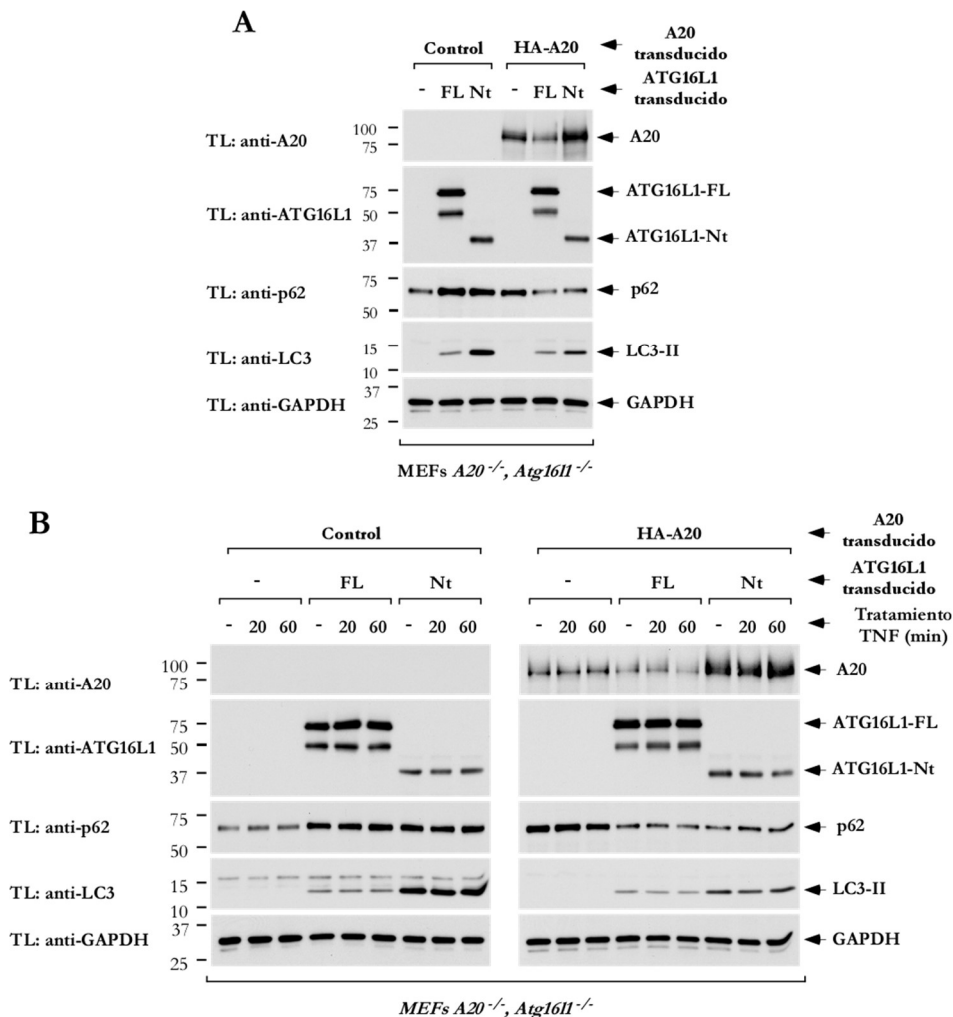 A
Control HA-A20 A20 transducido
- FL Nt - FL Nt ATG16L1 transducido
TL: anti-A20 100 75 A20
TL: anti-ATG16L1 75 50 37 ATG16L1-FL ATG16L1-Nt
TL: anti-p62 75 50 p62
TL: anti-LC3 15 10 LC3-II
TL: anti-GAPDH 37 25 GAPDH
MEFs A20 -/-, Atg16l1 -/-
B
Control HA-A20 A20 transducido
- FL Nt - FL Nt ATG16L1 transducido
- 20 60 - 20 60 - 20 60 - 20 60 - 20 60 - 20 60 Tratamiento TNF (min)
TL: anti-A20 100 75 A20
TL: anti-ATG16L1 75 50 37 ATG16L1-FL ATG16L1-Nt
TL: anti-p62 75 50 p62
TL: anti-LC3 15 10 LC3-II
TL: anti-GAPDH 37 25 GAPDH
MEFs A20 -/-, Atg16l1 -/-